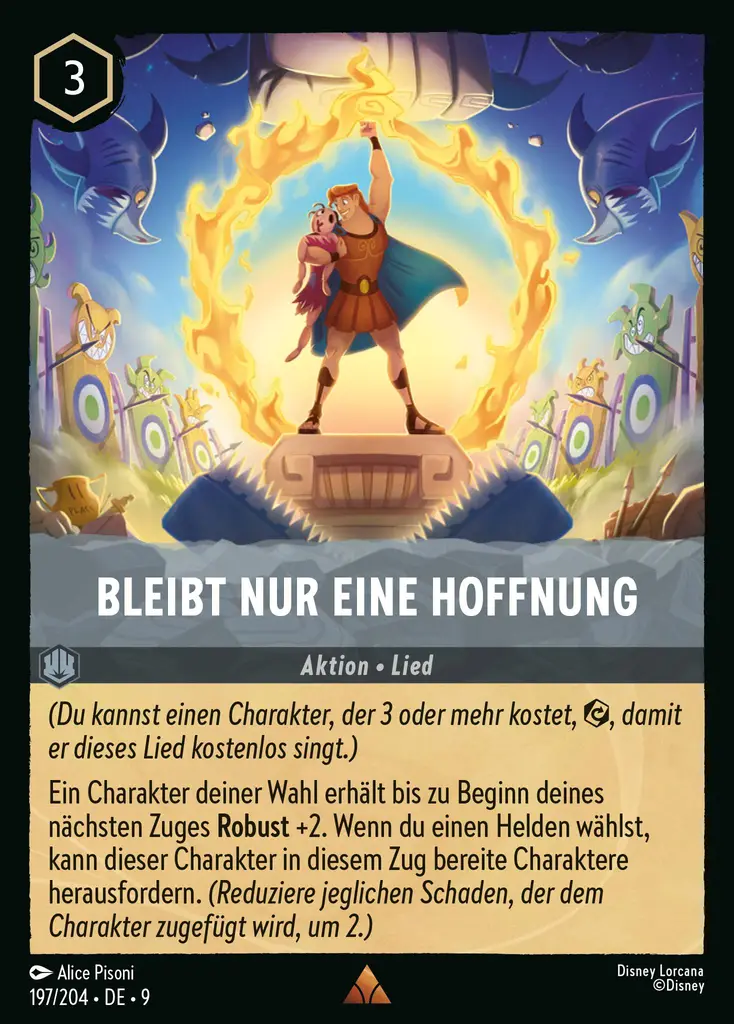 3
BLEIBT NUR EINE HOFFNUNG
Aktion • Lied
(Du kannst einen Charakter, der 3 oder mehr kostet, , damit
er dieses Lied kostenlos singt.)
Ein Charakter deiner Wahl erhält bis zu Beginn deines
nächsten Zuges Robust +2. Wenn du einen Helden wählst,
kann dieser Charakter in diesem Zug bereite Charaktere
herausfordern. (Reduziere jeglichen Schaden, der dem
Charakter zugefügt wird, um 2.)
Alice Pisoni
197/204 • DE • 9
Disney Lorcana
©Disney